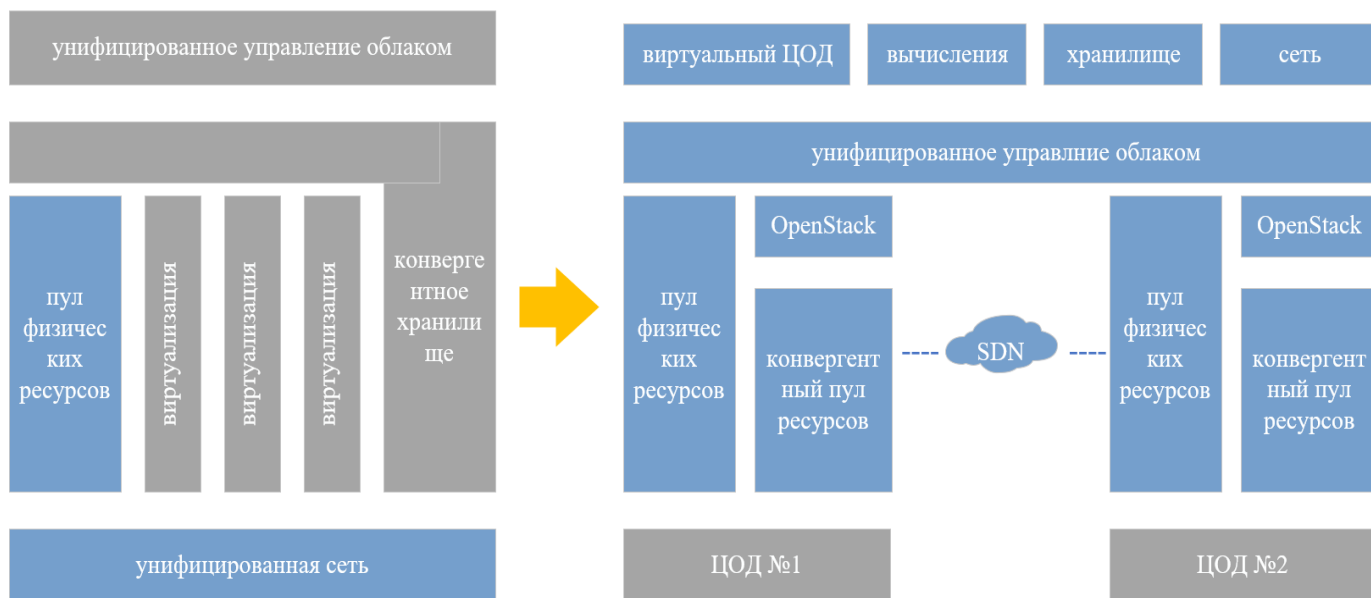 унифицированное управление облаком
пул
физичес
ких
ресурсов
виртуализация
виртуализация
виртуализация
конверге
нтное
хранили
ще
унифицированная сеть
виртуальный ЦОД
вычисления
хранилище
сеть
унифицированное управлние облаком
пул
физичес
ких
ресурсов
OpenStack
конвергент
ный пул
ресурсов
SDN
пул
физичес
ких
ресурсов
OpenStack
конвергент
ный пул
ресурсов
ЦОД №1
ЦОД №2